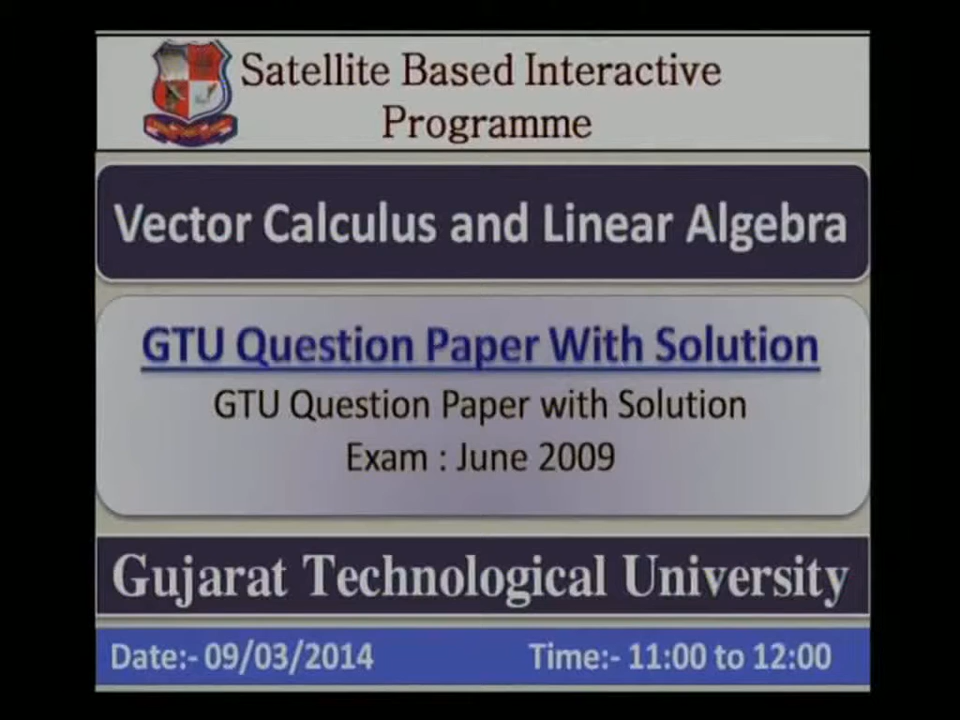 Satellite Based Interactive
Programme
Vector Calculus and Linear Algebra
GTU Question Paper With Solution
GTU Question Paper with Solution
Exam : June 2009
Gujarat Technological University
Date:- 09/03/2014 Time:- 11:00 to 12:00